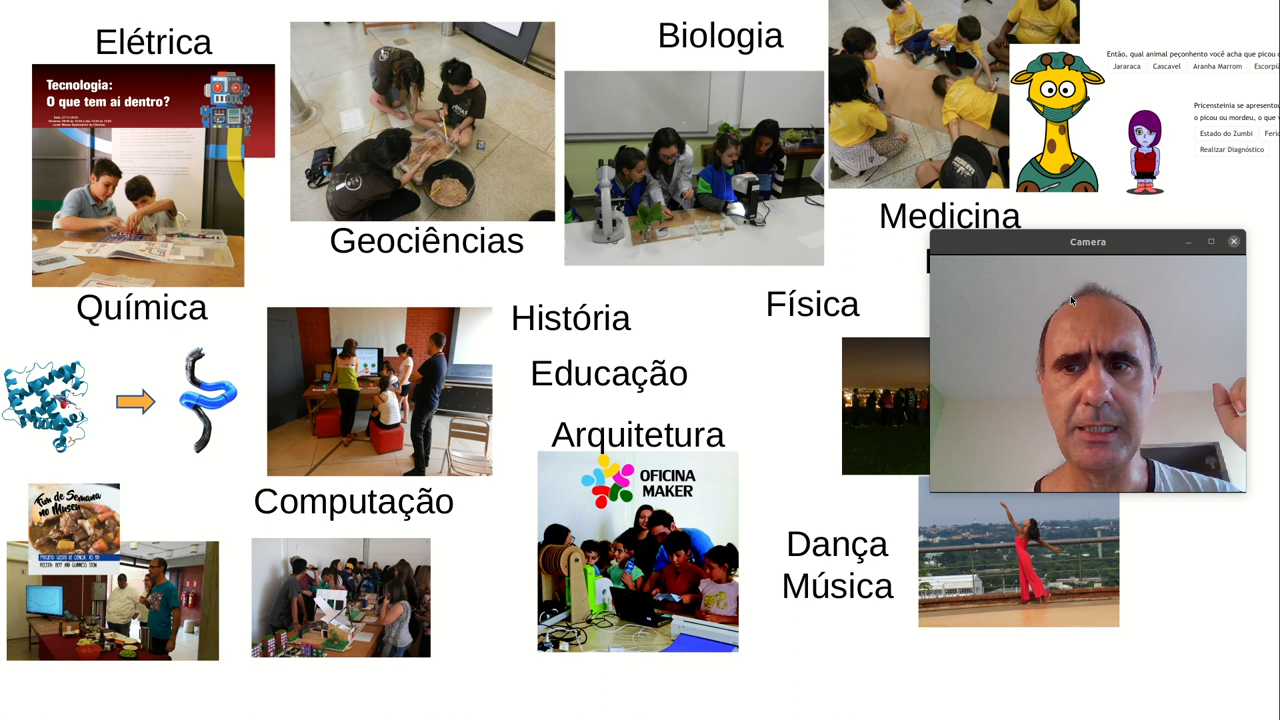 Elétrica
Tecnologia:
O que tem ai dentro?
Geociências
Biologia
Então, qual animal peçonhento você acha que picou
Jararaca Cascavel Aranha Marrom
Pricensteinia se
o picou ou mordeu, o que
Estado do Zumbi
Realizar Diagnóstico
Medicina
Camera
Química
História
Educação
Arquitetura
OFICINA
MAKER
Física
Computação
Fim de Semana
no Museu
Dança
Música